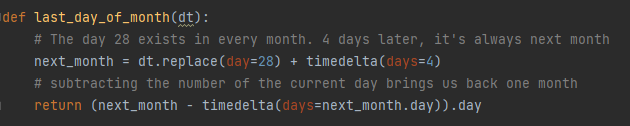 def last_day_of_month(dt):
    # The day 28 exists in every month. 4 days later, it's always next month
    next_month = dt.replace(day=28) + timedelta(days=4)
    # subtracting the number of the current day brings us back one month
    return (next_month - timedelta(days=next_month.day)).day